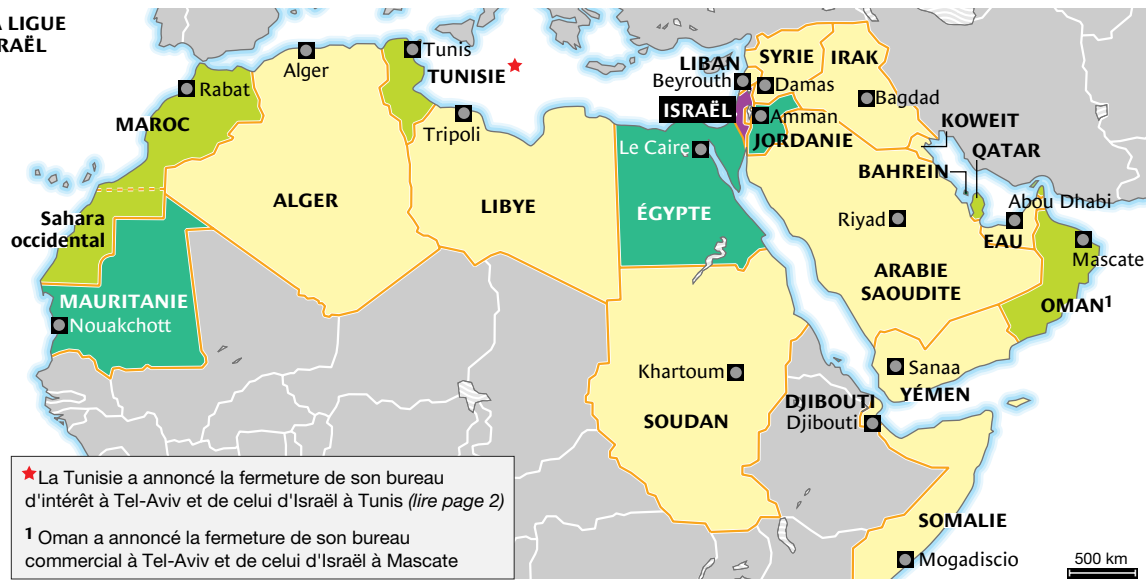 A LIGUE
RAËL
Tunis
Alger
TUNISIE★
Rabat
MAROC
Tripoli
LIBAN
Beyrouth
SYRIE
IRAK
Damas
ISRAËL
Bagdad
Amman
JORDANIE
Le Caire
KOWEIT
QATAR
BAHREIN
ALGER
LIBYE
ÉGYPTE
Riyad
Abou Dhabi
EAU
Mascate
Sahara
occidental
ARABIE
SAOUDITE
OMAN¹
MAURITANIE
Nouakchott
Khartoum
SOUDAN
Sanaa
YÉMEN
DJIBOUTI
Djibouti
SOMALIE
Mogadiscio
★La Tunisie a annoncé la fermeture de son bureau
d'intérêt à Tel-Aviv et de celui d'Israël à Tunis (lire page 2)
¹ Oman a annoncé la fermeture de son bureau
commercial à Tel-Aviv et de celui d'Israël à Mascate
500 km